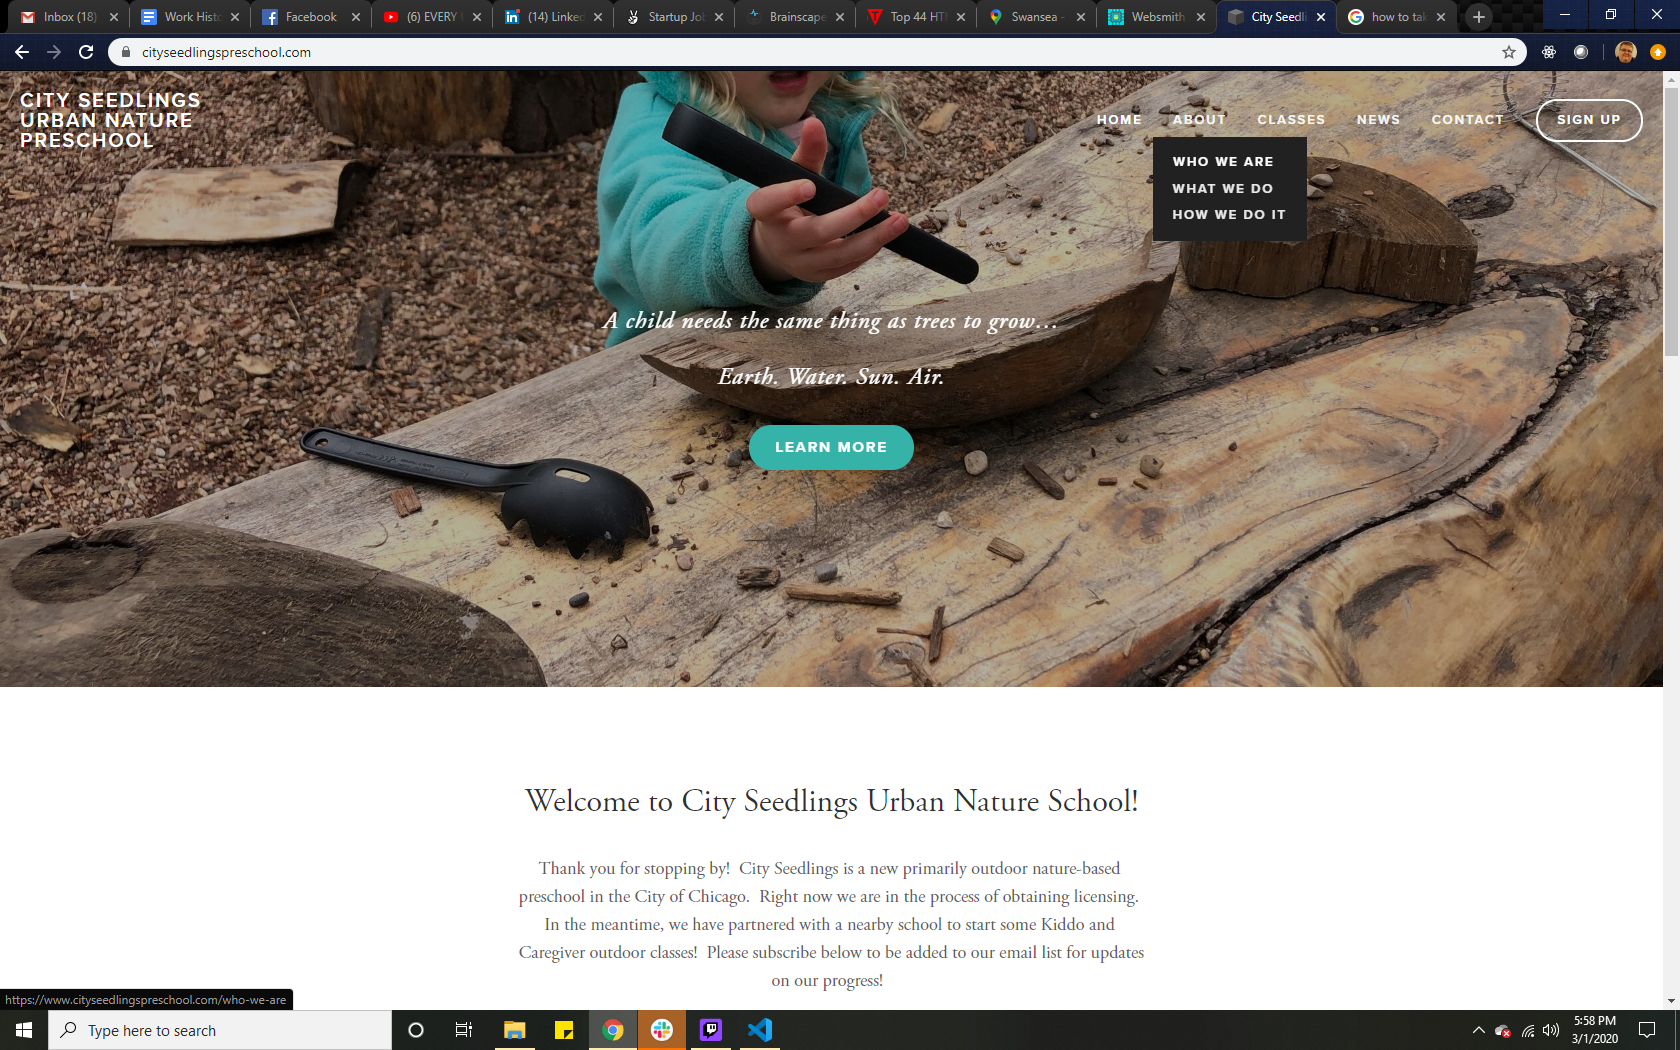 Inbox (18)
Work Histo
Facebook
(6) EVERY
(14) Linked
Startup Jo
Brainscape
Top 44 HT
Swansea -
Websmith
City Seedli
how to ta
cityseedlingspreschool.com
CITY SEEDLINGS
URBAN NATURE
PRESCHOOL
HOME
ABOUT
CLASSES
NEWS
CONTACT
SIGN UP
WHO WE ARE
WHAT WE DO
HOW WE DO IT
A child needs the same thing as trees to grow...
Earth. Water. Sun. Air.
LEARN MORE
Welcome to City Seedlings Urban Nature School!
Thank you for stopping by! City Seedlings is a new primarily outdoor nature-based
preschool in the City of Chicago. Right now we are in the process of obtaining licensing.
In the meantime, we have partnered with a nearby school to start some Kiddo and
Caregiver outdoor classes! Please subscribe below to be added to our email list for updates
on our progress!
https://www.cityseedlingspreschool.com/who-we-are
Type here to search
5:58 PM
3/1/2020